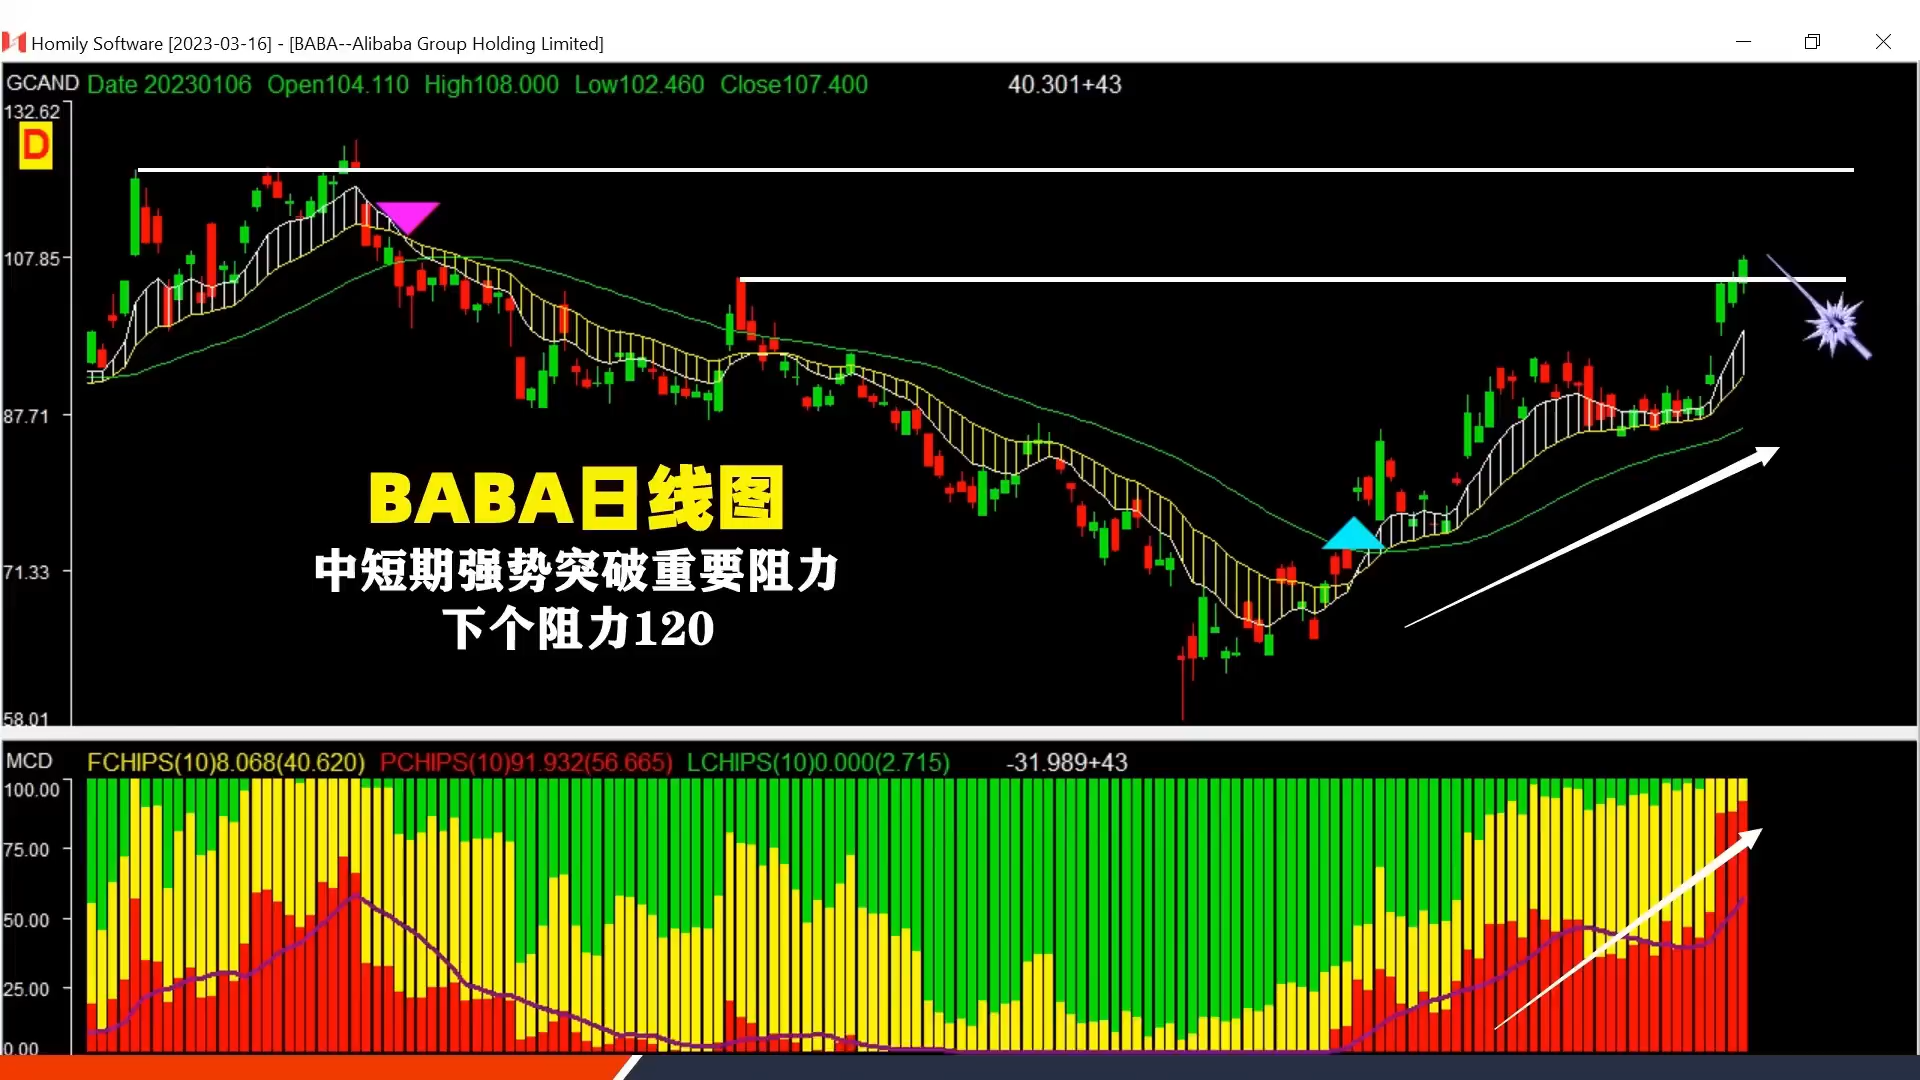 Homily Software [2023-03-16] - [BABA--Alibaba Group Holding Limited]
GCAND Date 20230106 Open104.110 High108.000 Low102.460 Close107.400 40.301+43
132.62
D
107.85
87.71
BABA日线图
中短期强势突破重要阻力
71.33
下个阻力120
58.01
MCD FCHIPS(10)8.068(40.620) PCHIPS(10)91.932(56.665) LCHIPS(10)0.000(2.715) -31.989+43
100.00
75.00
50.00
25.00
0.00